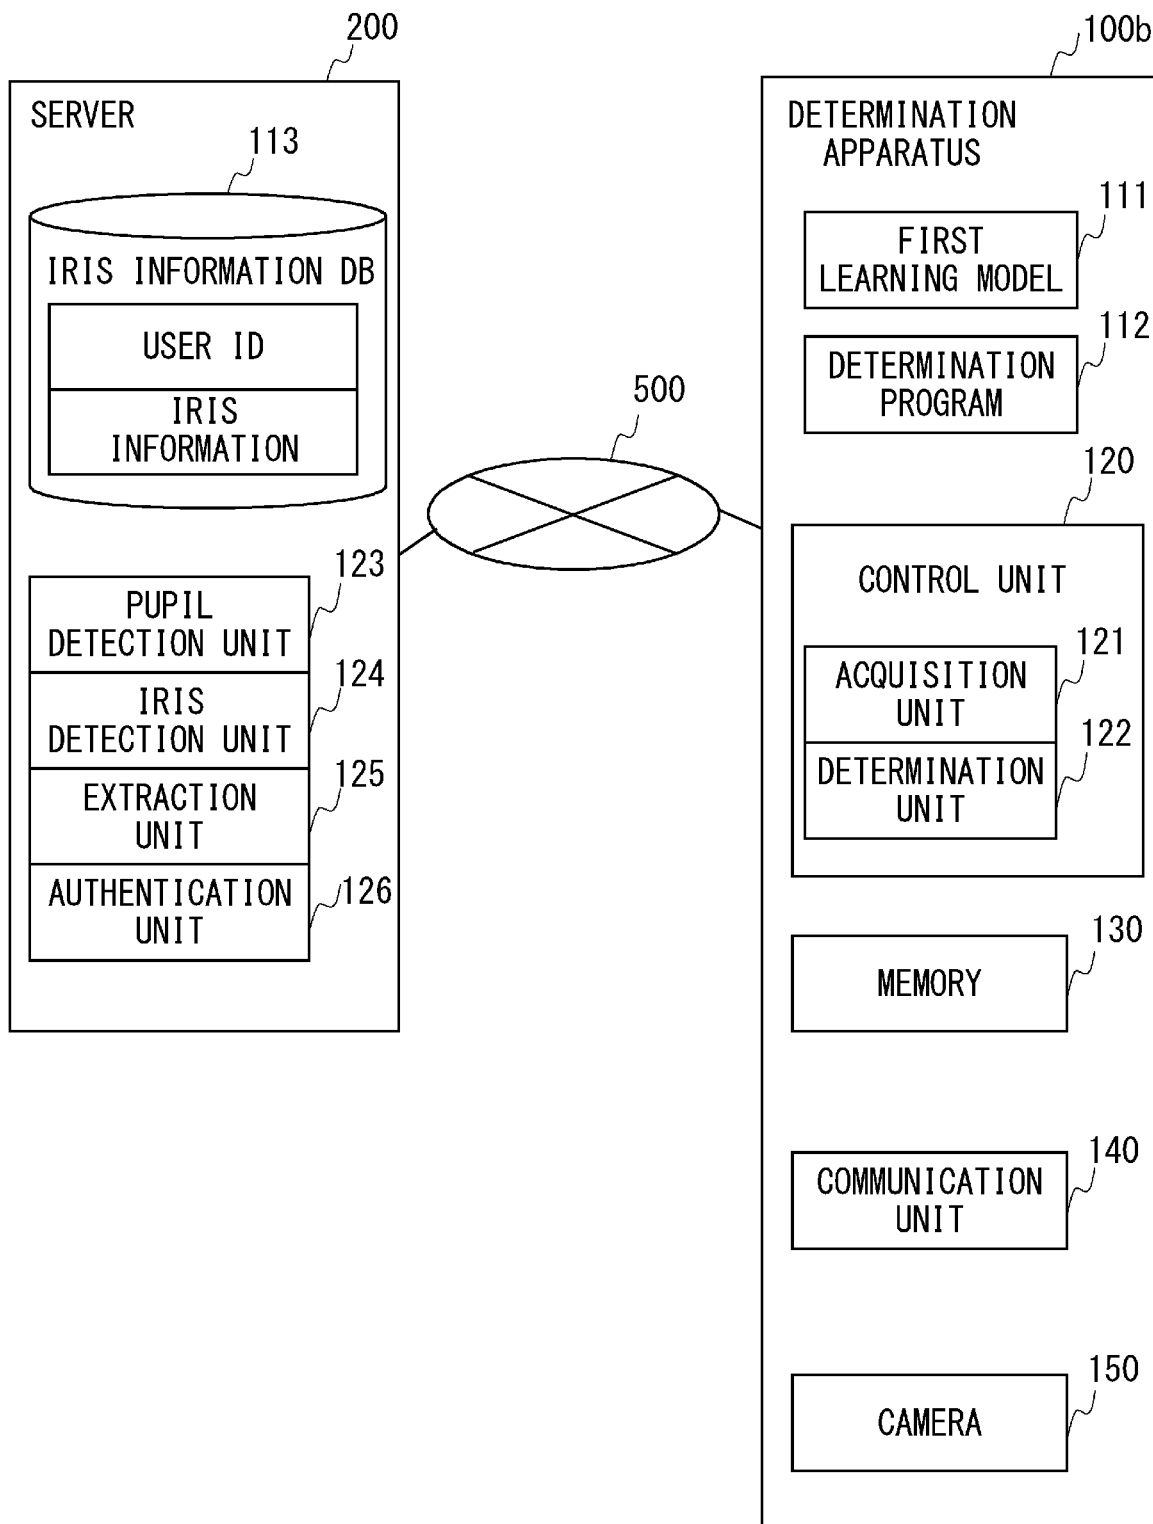 200
SERVER
113
IRIS INFORMATION DB
USER ID
IRIS
INFORMATION
123
PUPIL
DETECTION UNIT
124
IRIS
DETECTION UNIT
125
EXTRACTION
UNIT
126
AUTHENTICATION
UNIT
500
100b
DETERMINATION
APPARATUS
111
FIRST
LEARNING MODEL
112
DETERMINATION
PROGRAM
120
CONTROL UNIT
121
ACQUISITION
UNIT
122
DETERMINATION
UNIT
130
MEMORY
140
COMMUNICATION
UNIT
150
CAMERA